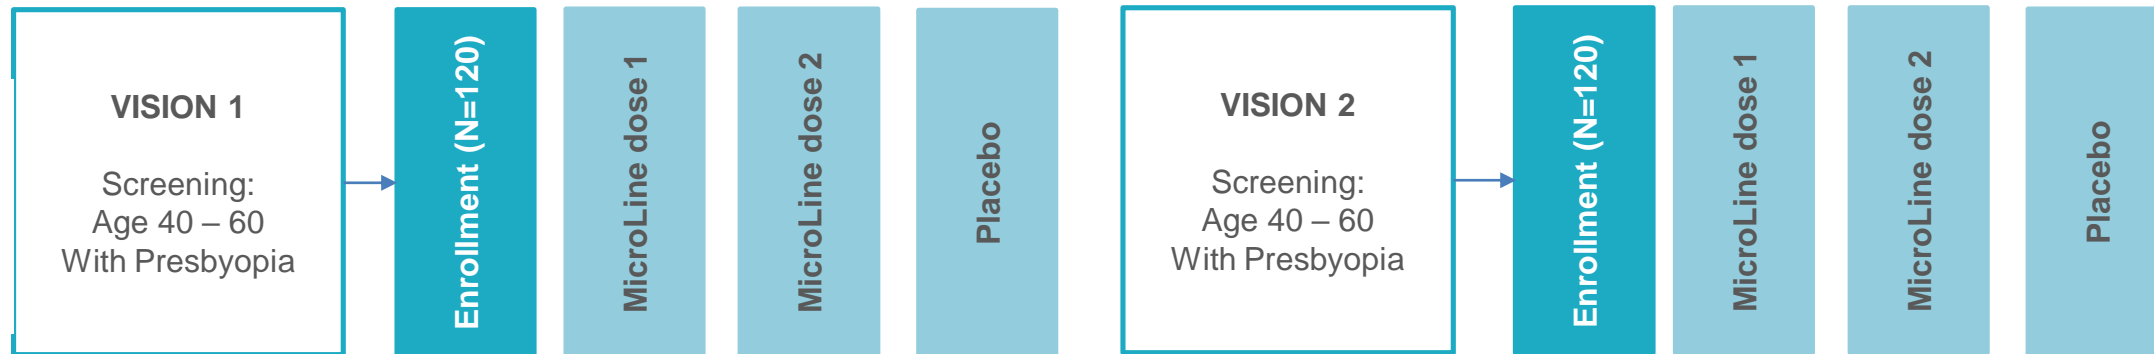 VISION 1
Screening:
Age 40 – 60
With Presbyopia
Enrollment (N=120)
MicroLine dose 1
MicroLine dose 2
Placebo
VISION 2
Screening:
Age 40 – 60
With Presbyopia
Enrollment (N=120)
MicroLine dose 1
MicroLine dose 2
Placebo